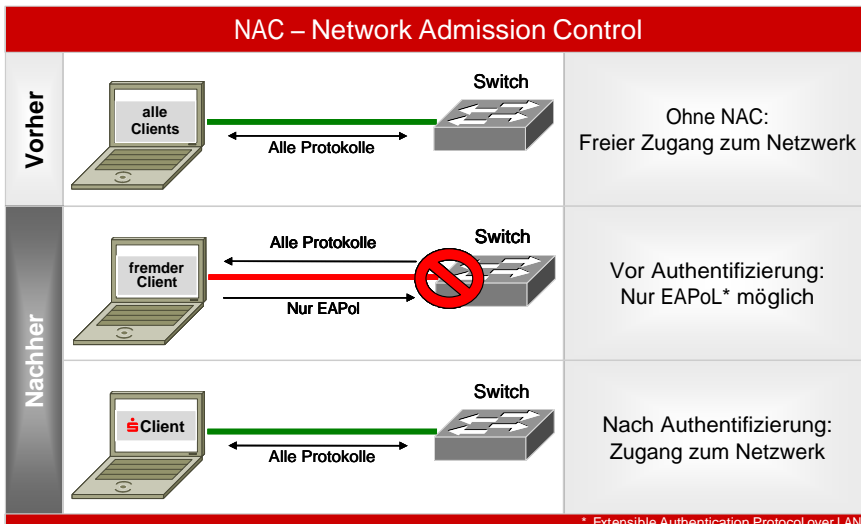 NAC – Network Admission Control
Vorher
alle
Clients
Alle Protokolle
Switch
Ohne NAC:
Freier Zugang zum Netzwerk
Nachher
fremder
Client
Alle Protokolle
Nur EAPol
Switch
Vor Authentifizierung:
Nur EAPoL* möglich
Client
Alle Protokolle
Switch
Nach Authentifizierung:
Zugang zum Netzwerk
* Extensible Authentication Protocol over LAN